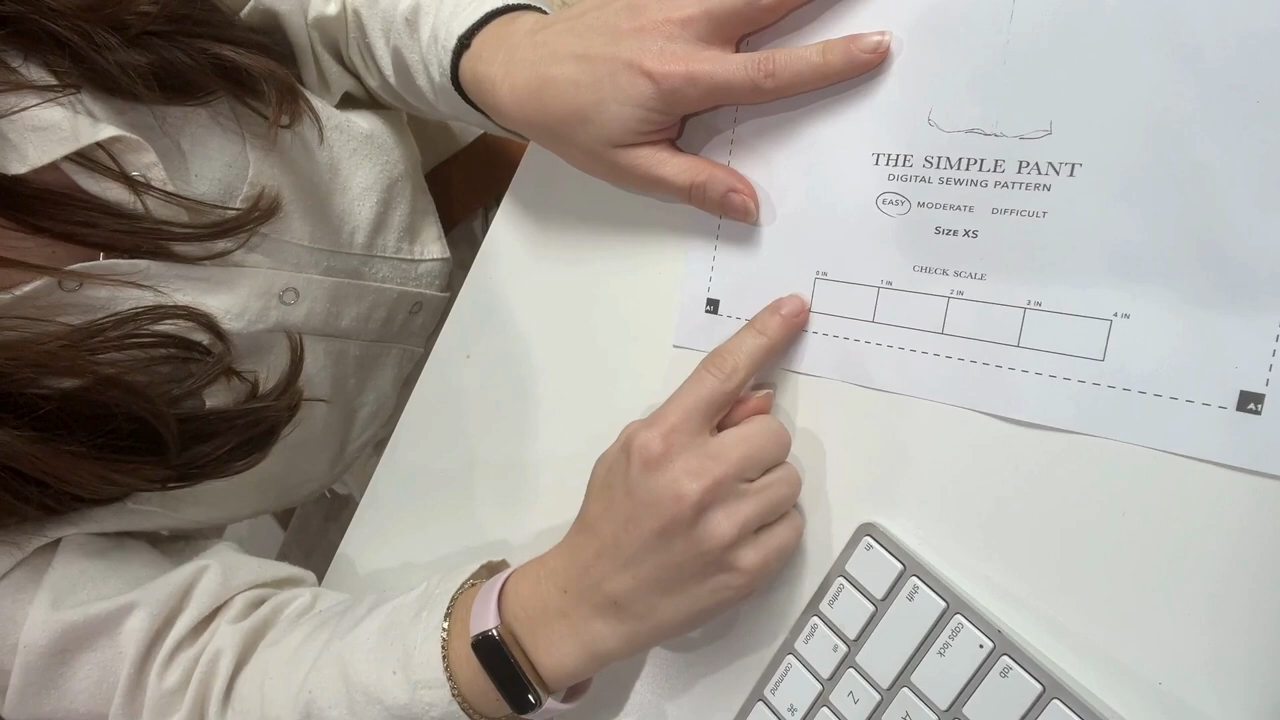 THE SIMPLE PANT
DIGITAL SEWING PATTERN
EASY MODERATE DIFFICULT
SIZE XS
CHECK SCALE
0 IN 1 IN 2 IN 3 IN 4 IN
A1
A1
fn
control
shift
option
alt
caps lock
command
⌘
tab
Z